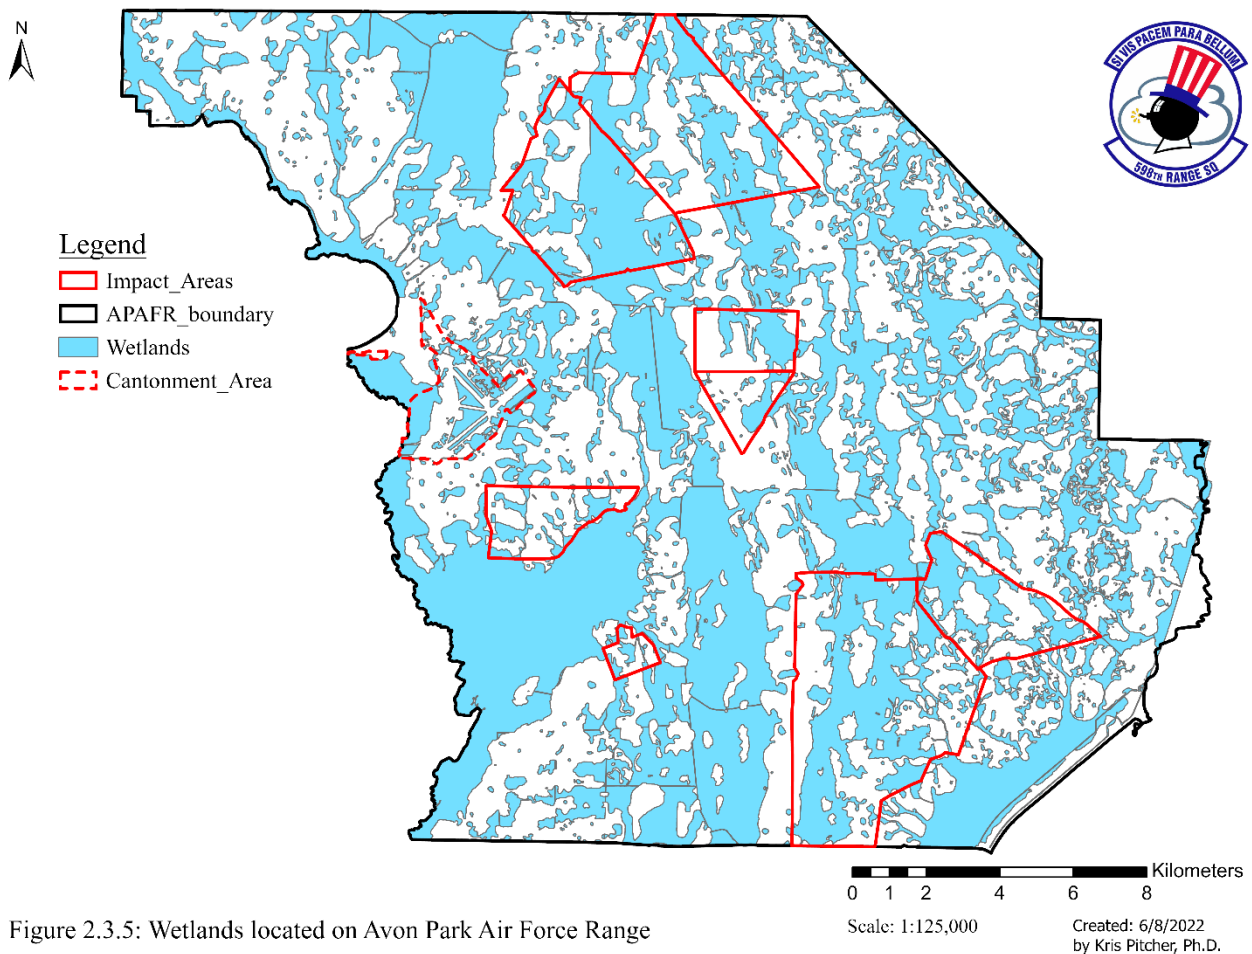 N
SI VIS PACEM PARA BELLUM
598TH RANGE SQ
Legend
Impact_Areas
APAFR_boundary
Wetlands
Cantonment_Area
Kilometers
0 1 2 4 6 8
Figure 2.3.5: Wetlands located on Avon Park Air Force Range
Scale: 1:125,000
Created: 6/8/2022
by Kris Pitcher, Ph.D.